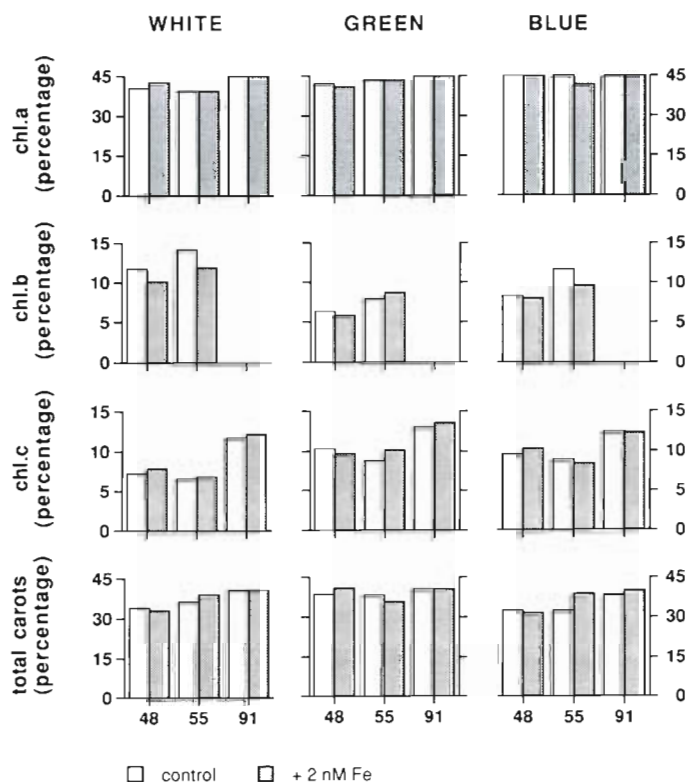 WHITE GREEN BLUE
chl.a
(percentage)
45 45
30 30
15 15
0 0
chl.b
(percentage)
15 15
10 10
5 5
0 0
chl.c
(percentage)
15 15
10 10
5 5
0 0
total carots
(percentage)
45 45
30 30
15 15
0 0
48 55 91 48 55 91 48 55 91
control + 2 nM Fe